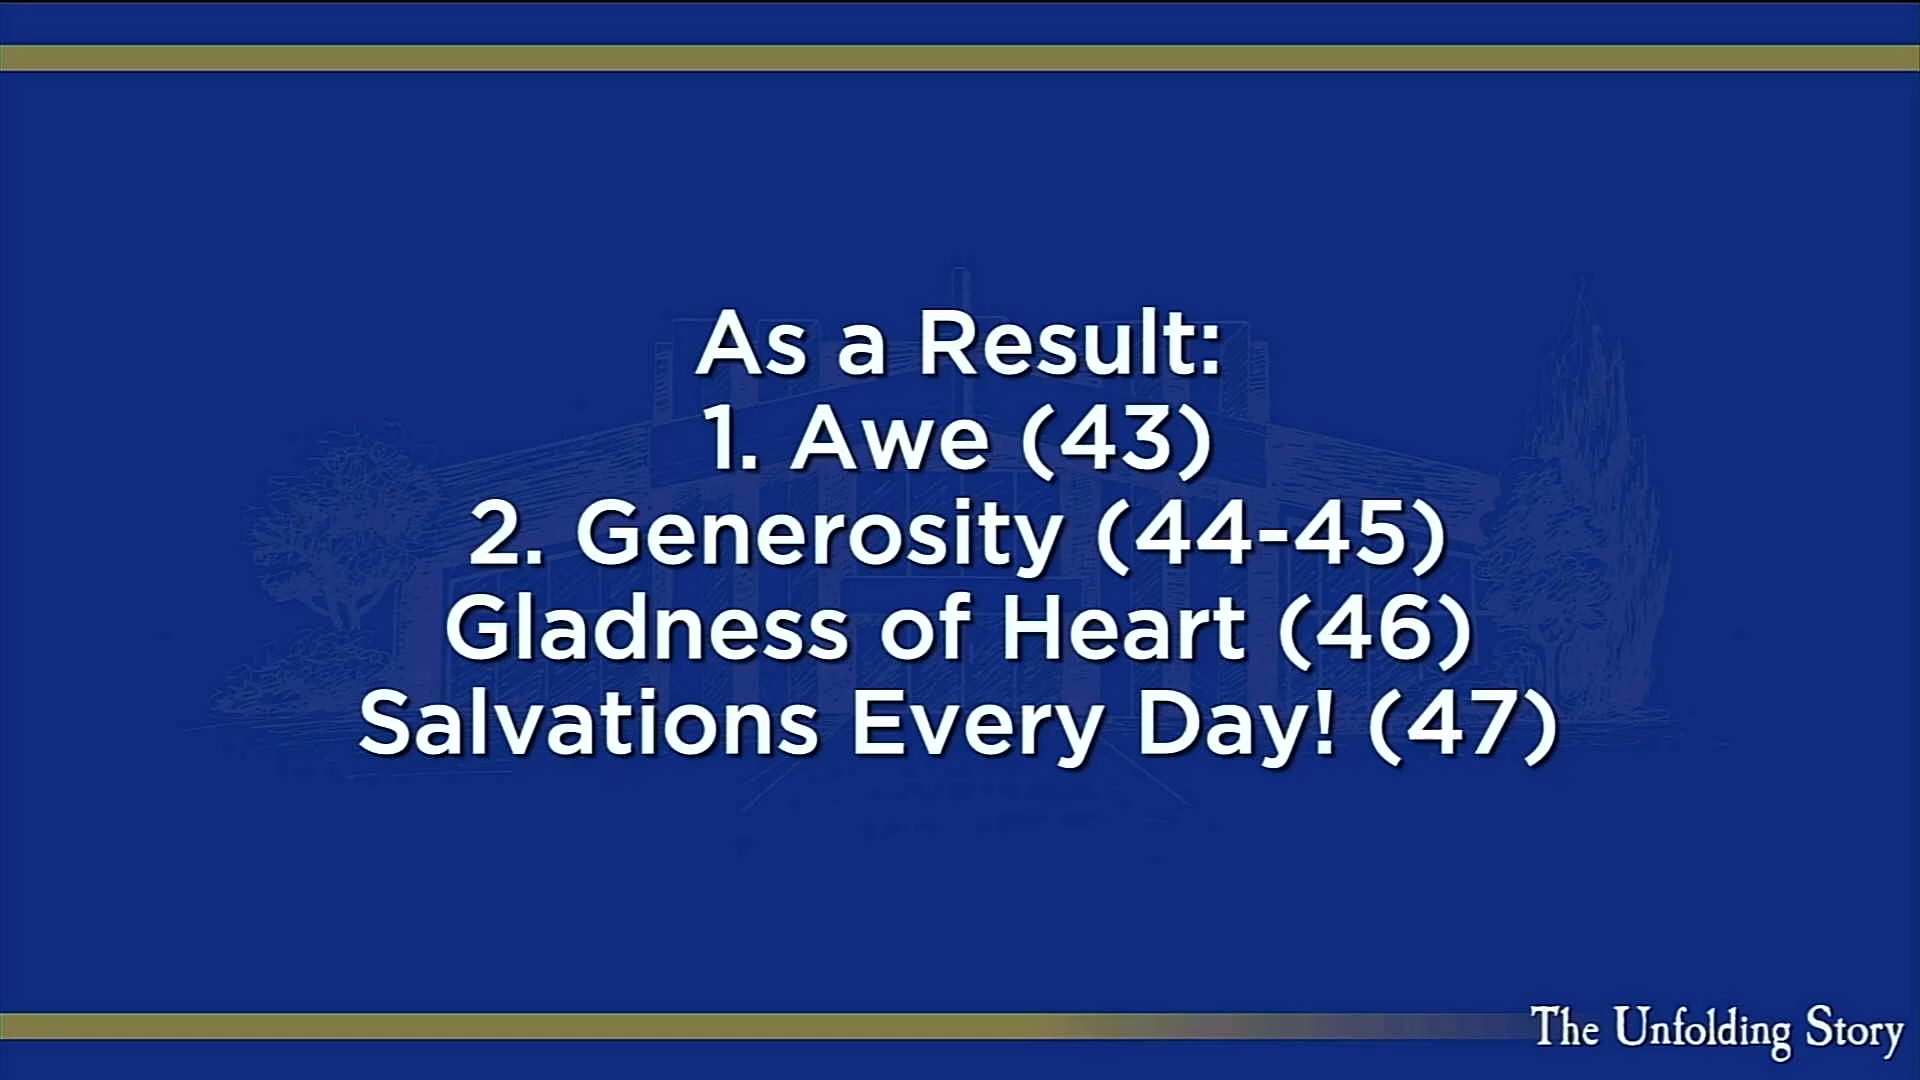 As a Result:
1. Awe (43)
2. Generosity (44-45)
Gladness of Heart (46)
Salvations Every Day! (47)
The Unfolding Story